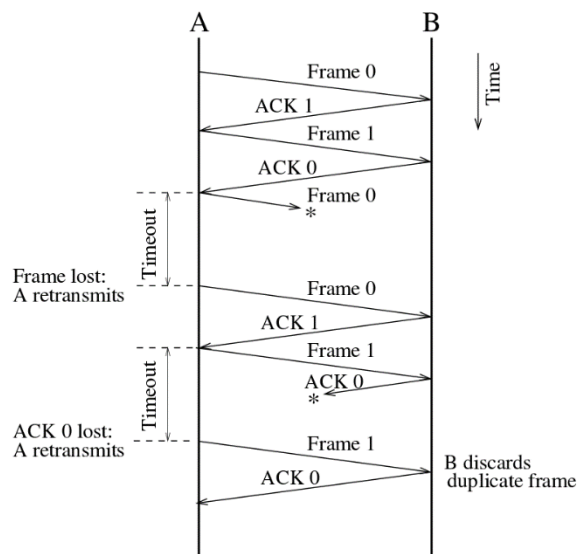 A
B
Frame 0
Time
ACK 1
Frame 1
ACK 0
Frame 0
*
Timeout
Frame lost:
A retransmits
Frame 0
ACK 1
Frame 1
ACK 0
*
Timeout
ACK 0 lost:
A retransmits
Frame 1
B discards
duplicate frame
ACK 0